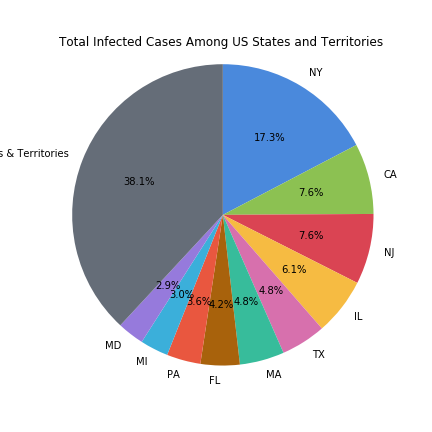 Total Infected Cases Among US States and Territories
NY
17.3%
CA
7.6%
NJ
7.6%
IL
6.1%
TX
4.8%
MA
4.8%
FL
4.2%
PA
3.6%
MI
3.0%
MD
2.9%
s & Territories
38.1%